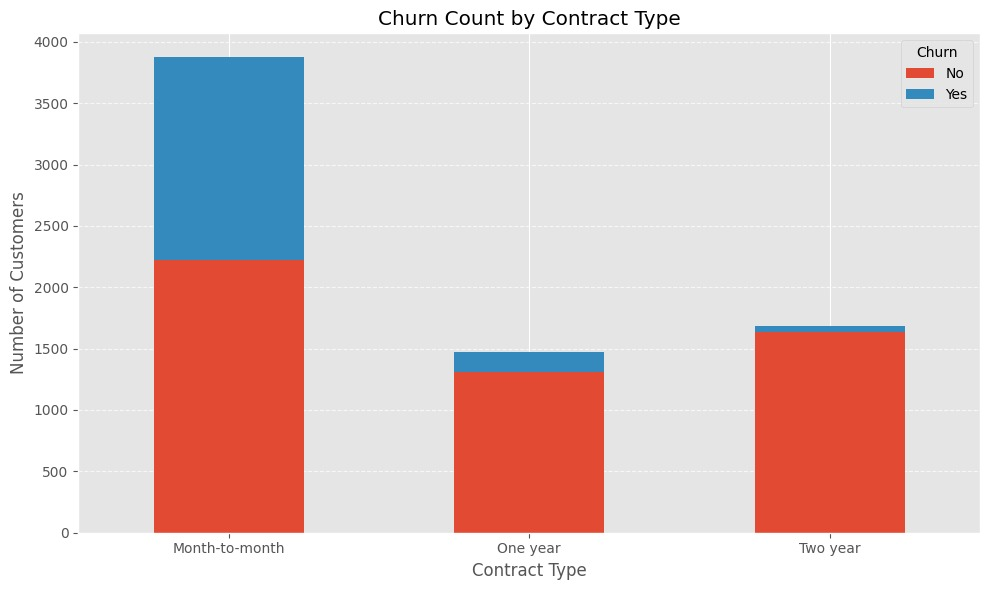 Churn Count by Contract Type
Churn
No
Yes
Number of Customers
4000
3500
3000
2500
2000
1500
1000
500
0
Month-to-month
One year
Two year
Contract Type